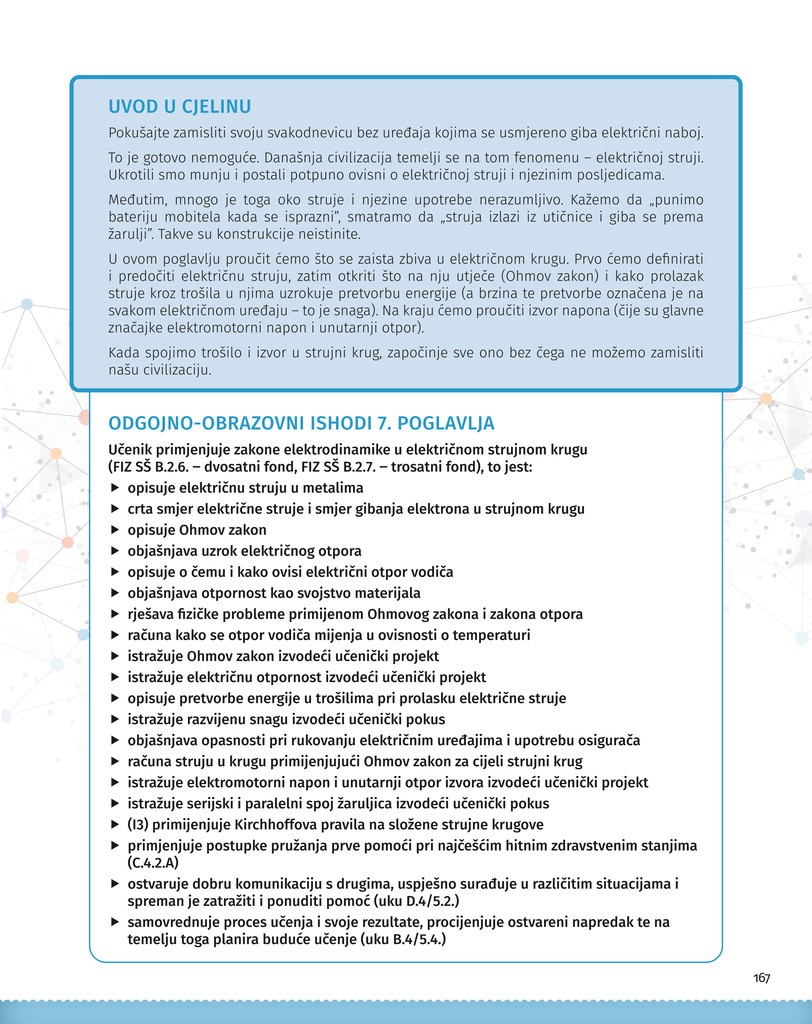 UVOD U CJELINU
Pokušajte zamisliti svoju svakodnevicu bez uređaja kojima se usmjereno giba električni naboj.
To je gotovo nemoguće. Današnja civilizacija temelji se na tom fenomenu – električnoj struji.
Ukrotili smo munju i postali potpuno ovisni o električnoj struji i njezinim posljedicama.
Međutim, mnogo je toga oko struje i njezine upotrebe nerazumljivo. Kažemo da „punimo
bateriju mobitela kada se isprazni”, smatramo da „struja izlazi iz utičnice i giba se prema
žarulji”. Takve su konstrukcije neistinite.
U ovom poglavlju proučit ćemo što se zaista zbiva u električnom krugu. Prvo ćemo definirati
i predočiti električnu struju, zatim otkriti što na nju utječe (Ohmov zakon) i kako prolazak
struje kroz trošila u njima uzrokuje pretvorbu energije (a brzina te pretvorbe označena je na
svakom električnom uređaju – to je snaga). Na kraju ćemo proučiti izvor napona (čije su glavne
značajke elektromotorni napon i unutarnji otpor).
Kada spojimo trošilo i izvor u strujni krug, započinje sve ono bez čega ne možemo zamisliti
našu civilizaciju.
ODGOJNO-OBRAZOVNI ISHODI 7. POGLAVLJA
Učenik primjenjuje zakone elektrodinamike u električnom strujnom krugu
(FIZ SŠ B.2.6. – dvosatni fond, FIZ SŠ B.2.7. – trosatni fond), to jest:
▶ opisuje električnu struju u metalima
▶ crta smjer električne struje i smjer gibanja elektrona u strujnom krugu
▶ opisuje Ohmov zakon
▶ objašnjava uzrok električnog otpora
▶ opisuje o čemu i kako ovisi električni otpor vodiča
▶ objašnjava otpornost kao svojstvo materijala
▶ rješava fizičke probleme primijenom Ohmovog zakona i zakona otpora
▶ računa kako se otpor vodiča mijenja u ovisnosti o temperaturi
▶ istražuje Ohmov zakon izvodeći učenički projekt
▶ istražuje električnu otpornost izvodeći učenički projekt
▶ opisuje pretvorbe energije u trošilima pri prolasku električne struje
▶ istražuje razvijenu snagu izvodeći učenički pokus
▶ objašnjava opasnosti pri rukovanju električnim uređajima i upotrebu osigurača
▶ računa struju u krugu primijenjujući Ohmov zakon za cijeli strujni krug
▶ istražuje elektromotorni napon i unutarnji otpor izvora izvodeći učenički projekt
▶ istražuje serijski i paralelni spoj žaruljica izvodeći učenički pokus
▶ (I3) primijenjuje Kirchhoffova pravila na složene strujne krugove
▶ primjenjuje postupke pružanja prve pomoći pri najčešćim hitnim zdravstvenim stanjima
(C.4.2.A)
▶ ostvaruje dobru komunikaciju s drugima, uspješno surađuje u različitim situacijama i
spreman je zatražiti i ponuditi pomoć (uku D.4/5.2.)
▶ samovrednuje proces učenja i svoje rezultate, procijenjuje ostvareni napredak te na
temelju toga planira buduće učenje (uku B.4/5.4.)
167